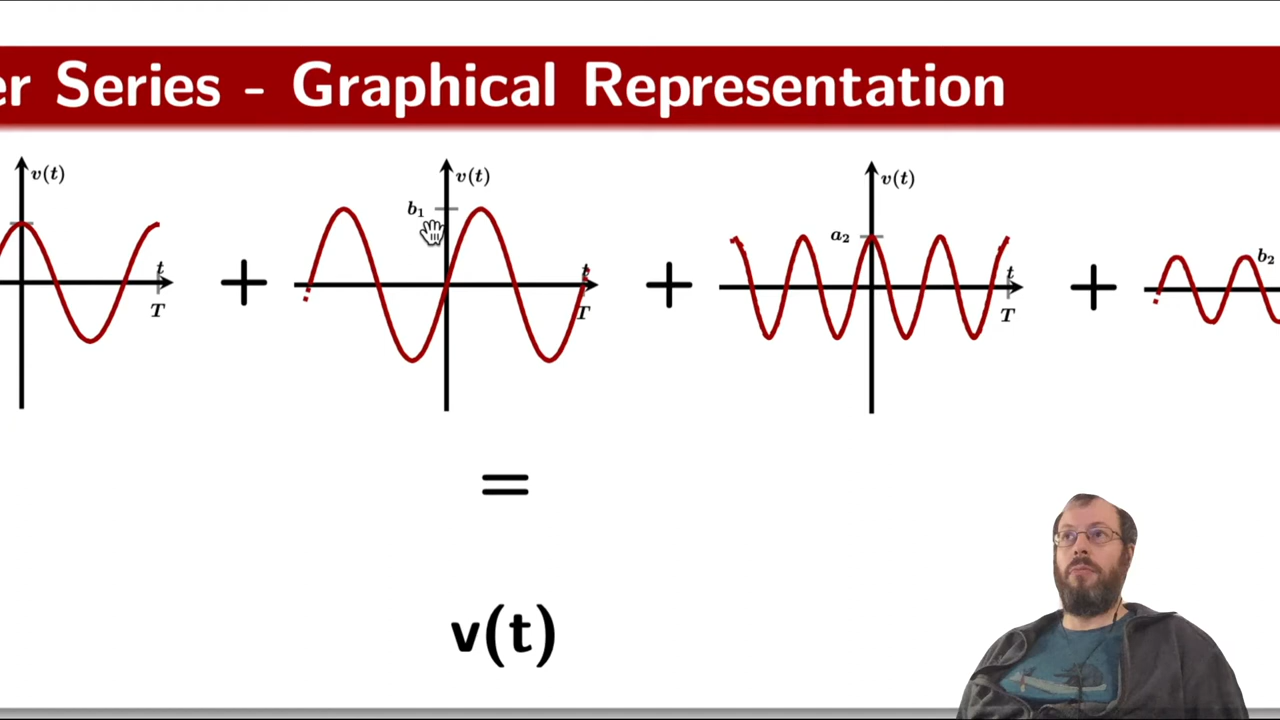 er Series - Graphical Representation
v(t)
t
T
+
b₁
v(t)
t
T
+
a₂
v(t)
t
T
+
b₂
=
v(t)